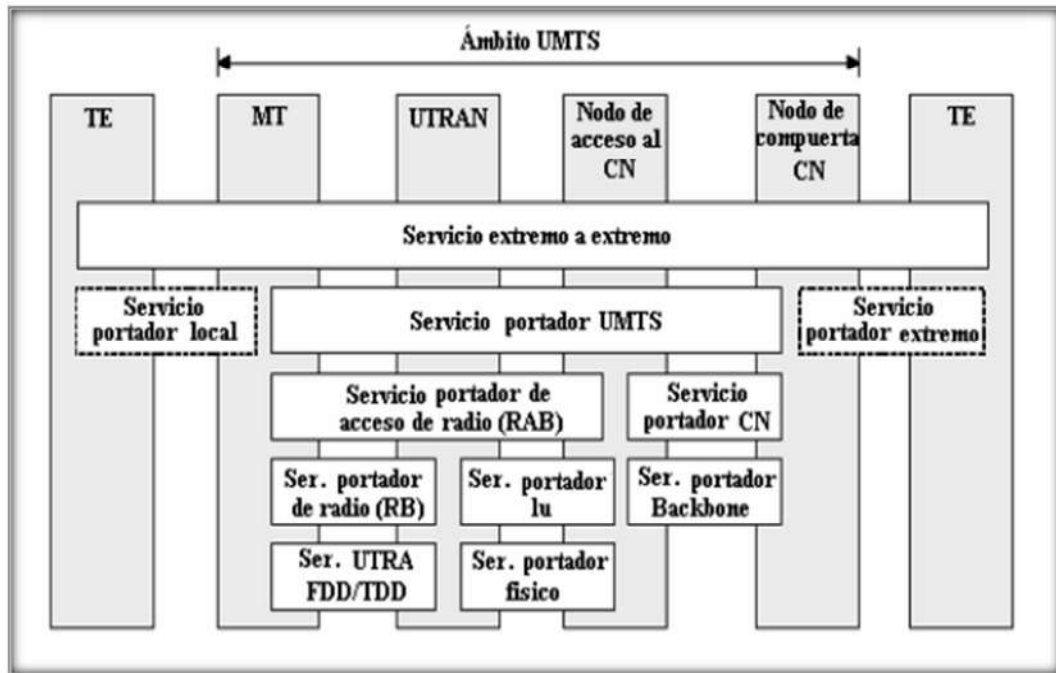 Ámbito UMTS
TE
MT
UTRAN
Nodo de
acceso al
CN
Nodo de
compuerta
CN
TE
Servicio extremo a extremo
Servicio
portador local
Servicio portador UMTS
Servicio
portador extremo
Servicio portador de
acceso de radio (RAB)
Servicio
portador CN
Ser. portador
de radio (RB)
Ser. portador
lu
Ser. portador
Backbone
Ser. UTRA
FDD/TDD
Ser. portador
fisico